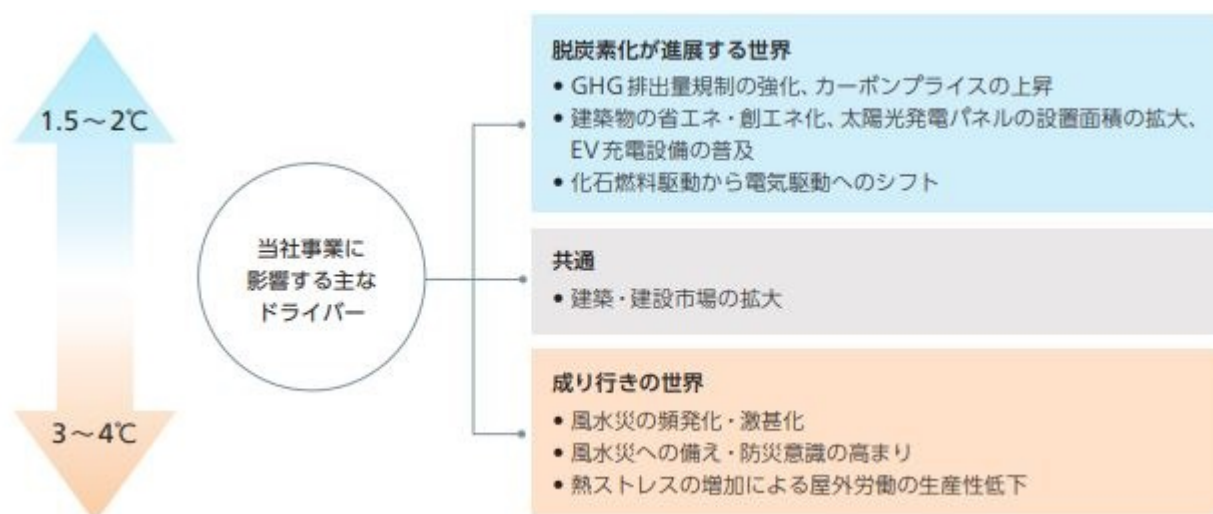 1.5～2℃
3～4℃
当社事業に
影響する主な
ドライバー
脱炭素化が進展する世界
• GHG排出量規制の強化、カーボンプライスの上昇
• 建築物の省エネ・創エネ化、太陽光発電パネルの設置面積の拡大、
EV充電設備の普及
• 化石燃料駆動から電気駆動へのシフト
共通
• 建築・建設市場の拡大
成り行きの世界
• 風水災の頻発化・激甚化
• 風水災への備え・防災意識の高まり
• 熱ストレスの増加による屋外労働の生産性低下